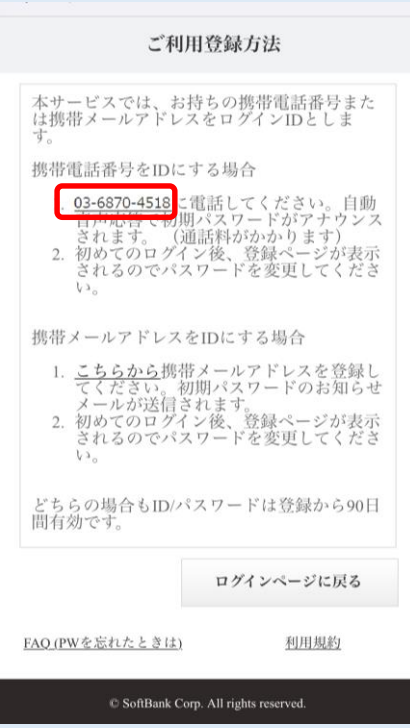 ご利用登録方法
本サービスでは、お持ちの携帯電話番号また
は携帯メールアドレスをログインIDとしま
す。
携帯電話番号をIDにする場合
03-6870-4518に電話してください。自動
音声応答で初期パスワードがアナウンス
されます。（通話料がかかります）
2. 初めてのログイン後、登録ページが表示
されるのでパスワードを変更してくださ
い。
携帯メールアドレスをIDにする場合
1. こちらから携帯メールアドレスを登録し
てください。初期パスワードのお知らせ
メールが送信されます。
2. 初めてのログイン後、登録ページが表示
されるのでパスワードを変更してくださ
い。
どちらの場合もID/パスワードは登録から90日
間有効です。
ログインページに戻る
FAQ (PWを忘れたときは) 利用規約
© SoftBank Corp. All rights reserved.